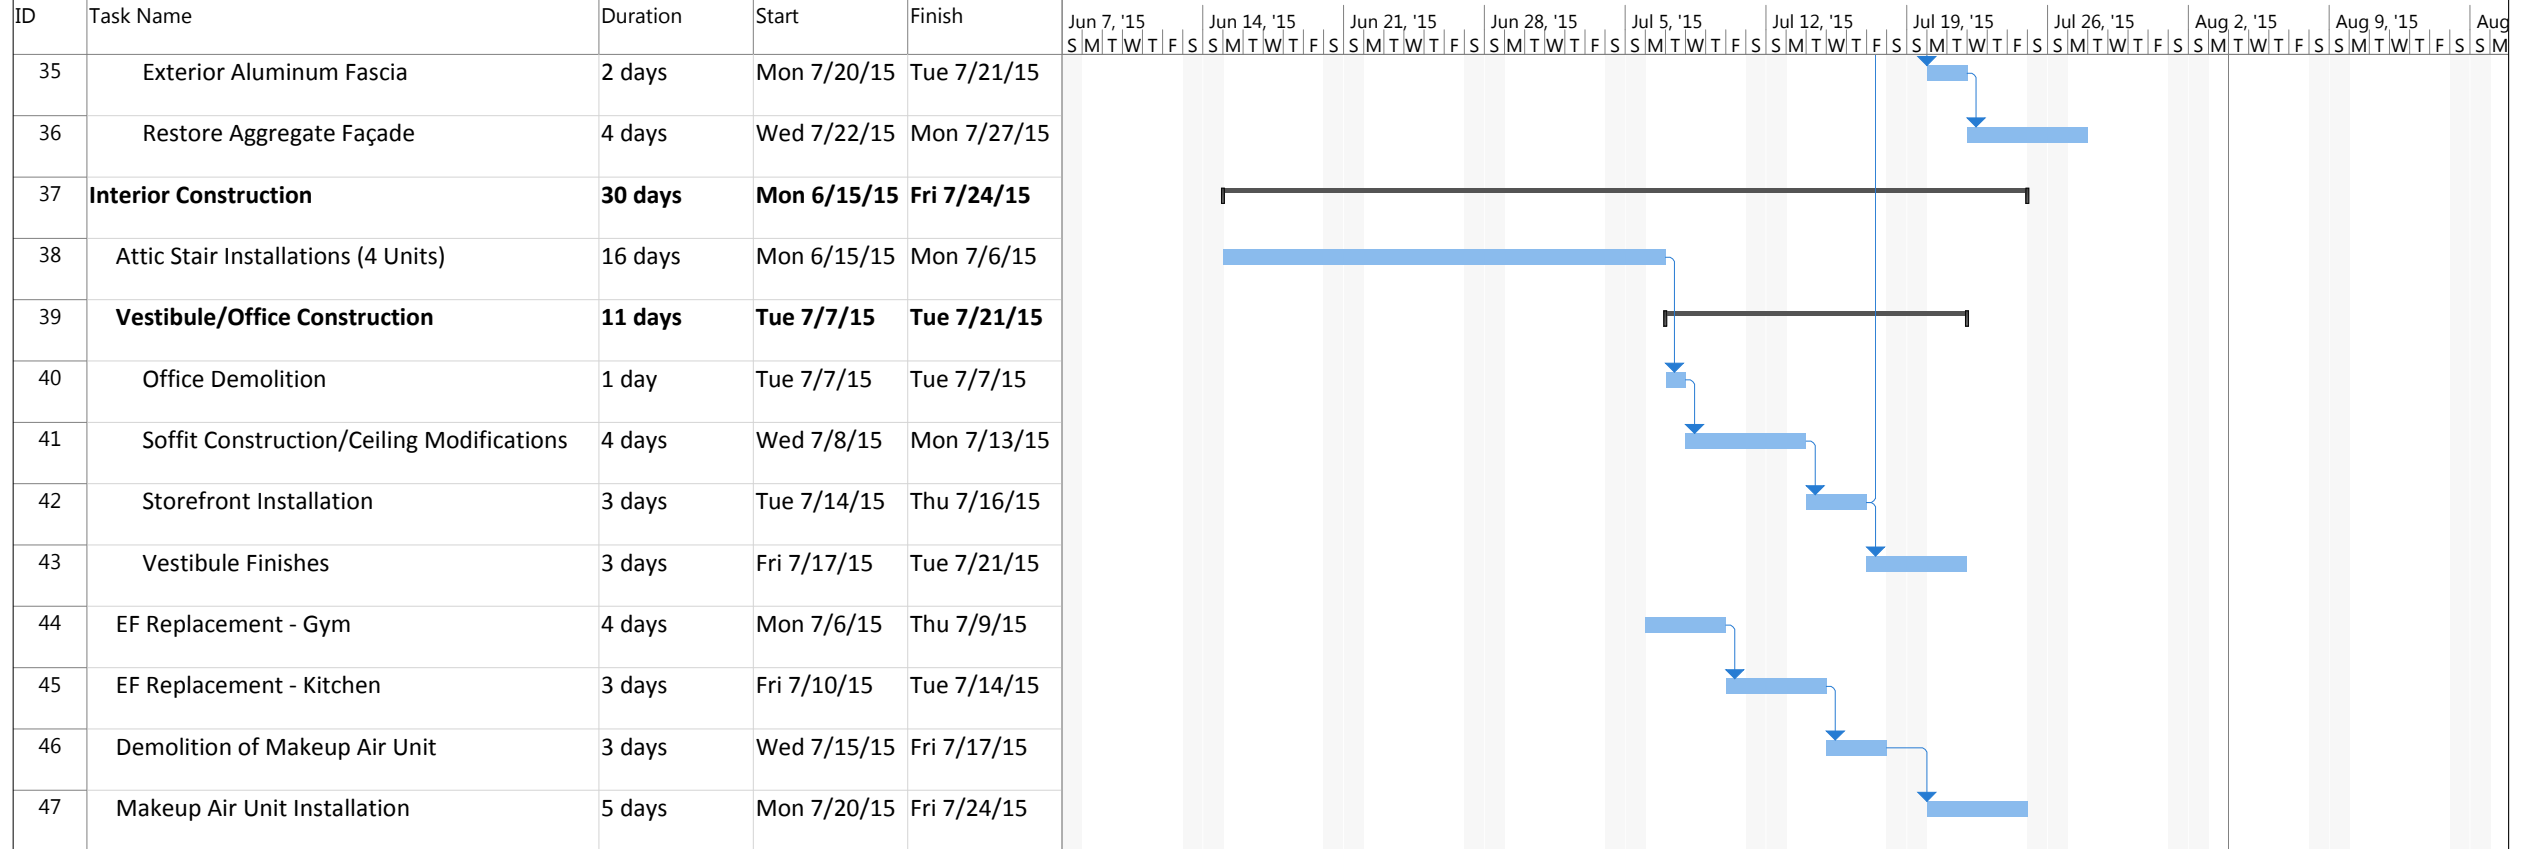 ID Task Name Duration Start Finish Jun 7, '15 Jun 14, '15 Jun 21, '15 Jun 28, '15 Jul 5, '15 Jul 12, '15 Jul 19, '15 Jul 26, '15 Aug 2, '15 Aug 9, '15 Aug
S M T W T F S S M T W T F S S M T W T F S S M T W T F S S M T W T F S S M T W T F S S M T W T F S S M T W T F S S M T W T F S S M T W T F S S M
35 Exterior Aluminum Fascia 2 days Mon 7/20/15 Tue 7/21/15
36 Restore Aggregate Façade 4 days Wed 7/22/15 Mon 7/27/15
37 Interior Construction 30 days Mon 6/15/15 Fri 7/24/15
38 Attic Stair Installations (4 Units) 16 days Mon 6/15/15 Mon 7/6/15
39 Vestibule/Office Construction 11 days Tue 7/7/15 Tue 7/21/15
40 Office Demolition 1 day Tue 7/7/15 Tue 7/7/15
41 Soffit Construction/Ceiling Modifications 4 days Wed 7/8/15 Mon 7/13/15
42 Storefront Installation 3 days Tue 7/14/15 Thu 7/16/15
43 Vestibule Finishes 3 days Fri 7/17/15 Tue 7/21/15
44 EF Replacement - Gym 4 days Mon 7/6/15 Thu 7/9/15
45 EF Replacement - Kitchen 3 days Fri 7/10/15 Tue 7/14/15
46 Demolition of Makeup Air Unit 3 days Wed 7/15/15 Fri 7/17/15
47 Makeup Air Unit Installation 5 days Mon 7/20/15 Fri 7/24/15